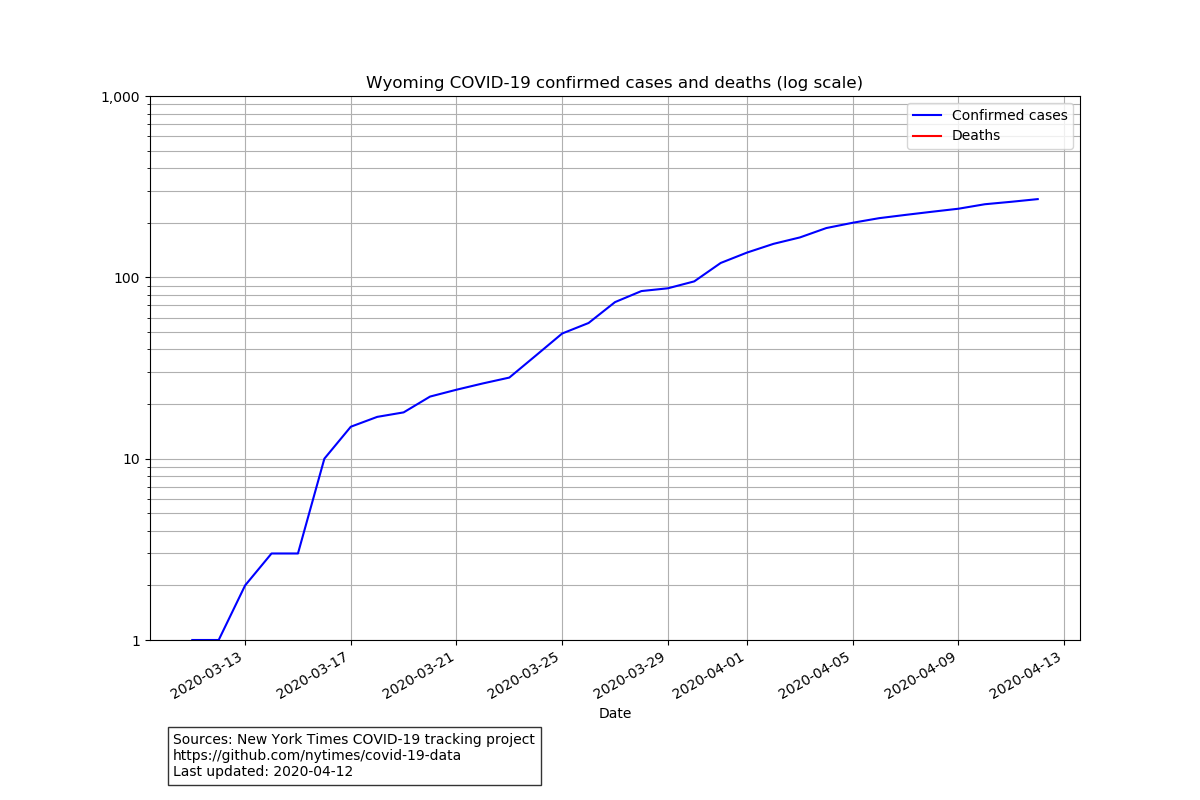 Wyoming COVID-19 confirmed cases and deaths (log scale)
1,000
100
10
1
Confirmed cases
Deaths
2020-03-13
2020-03-17
2020-03-21
2020-03-25
2020-03-29
2020-04-01
2020-04-05
2020-04-09
2020-04-13
Date
Sources: New York Times COVID-19 tracking project
https://github.com/nytimes/covid-19-data
Last updated: 2020-04-12